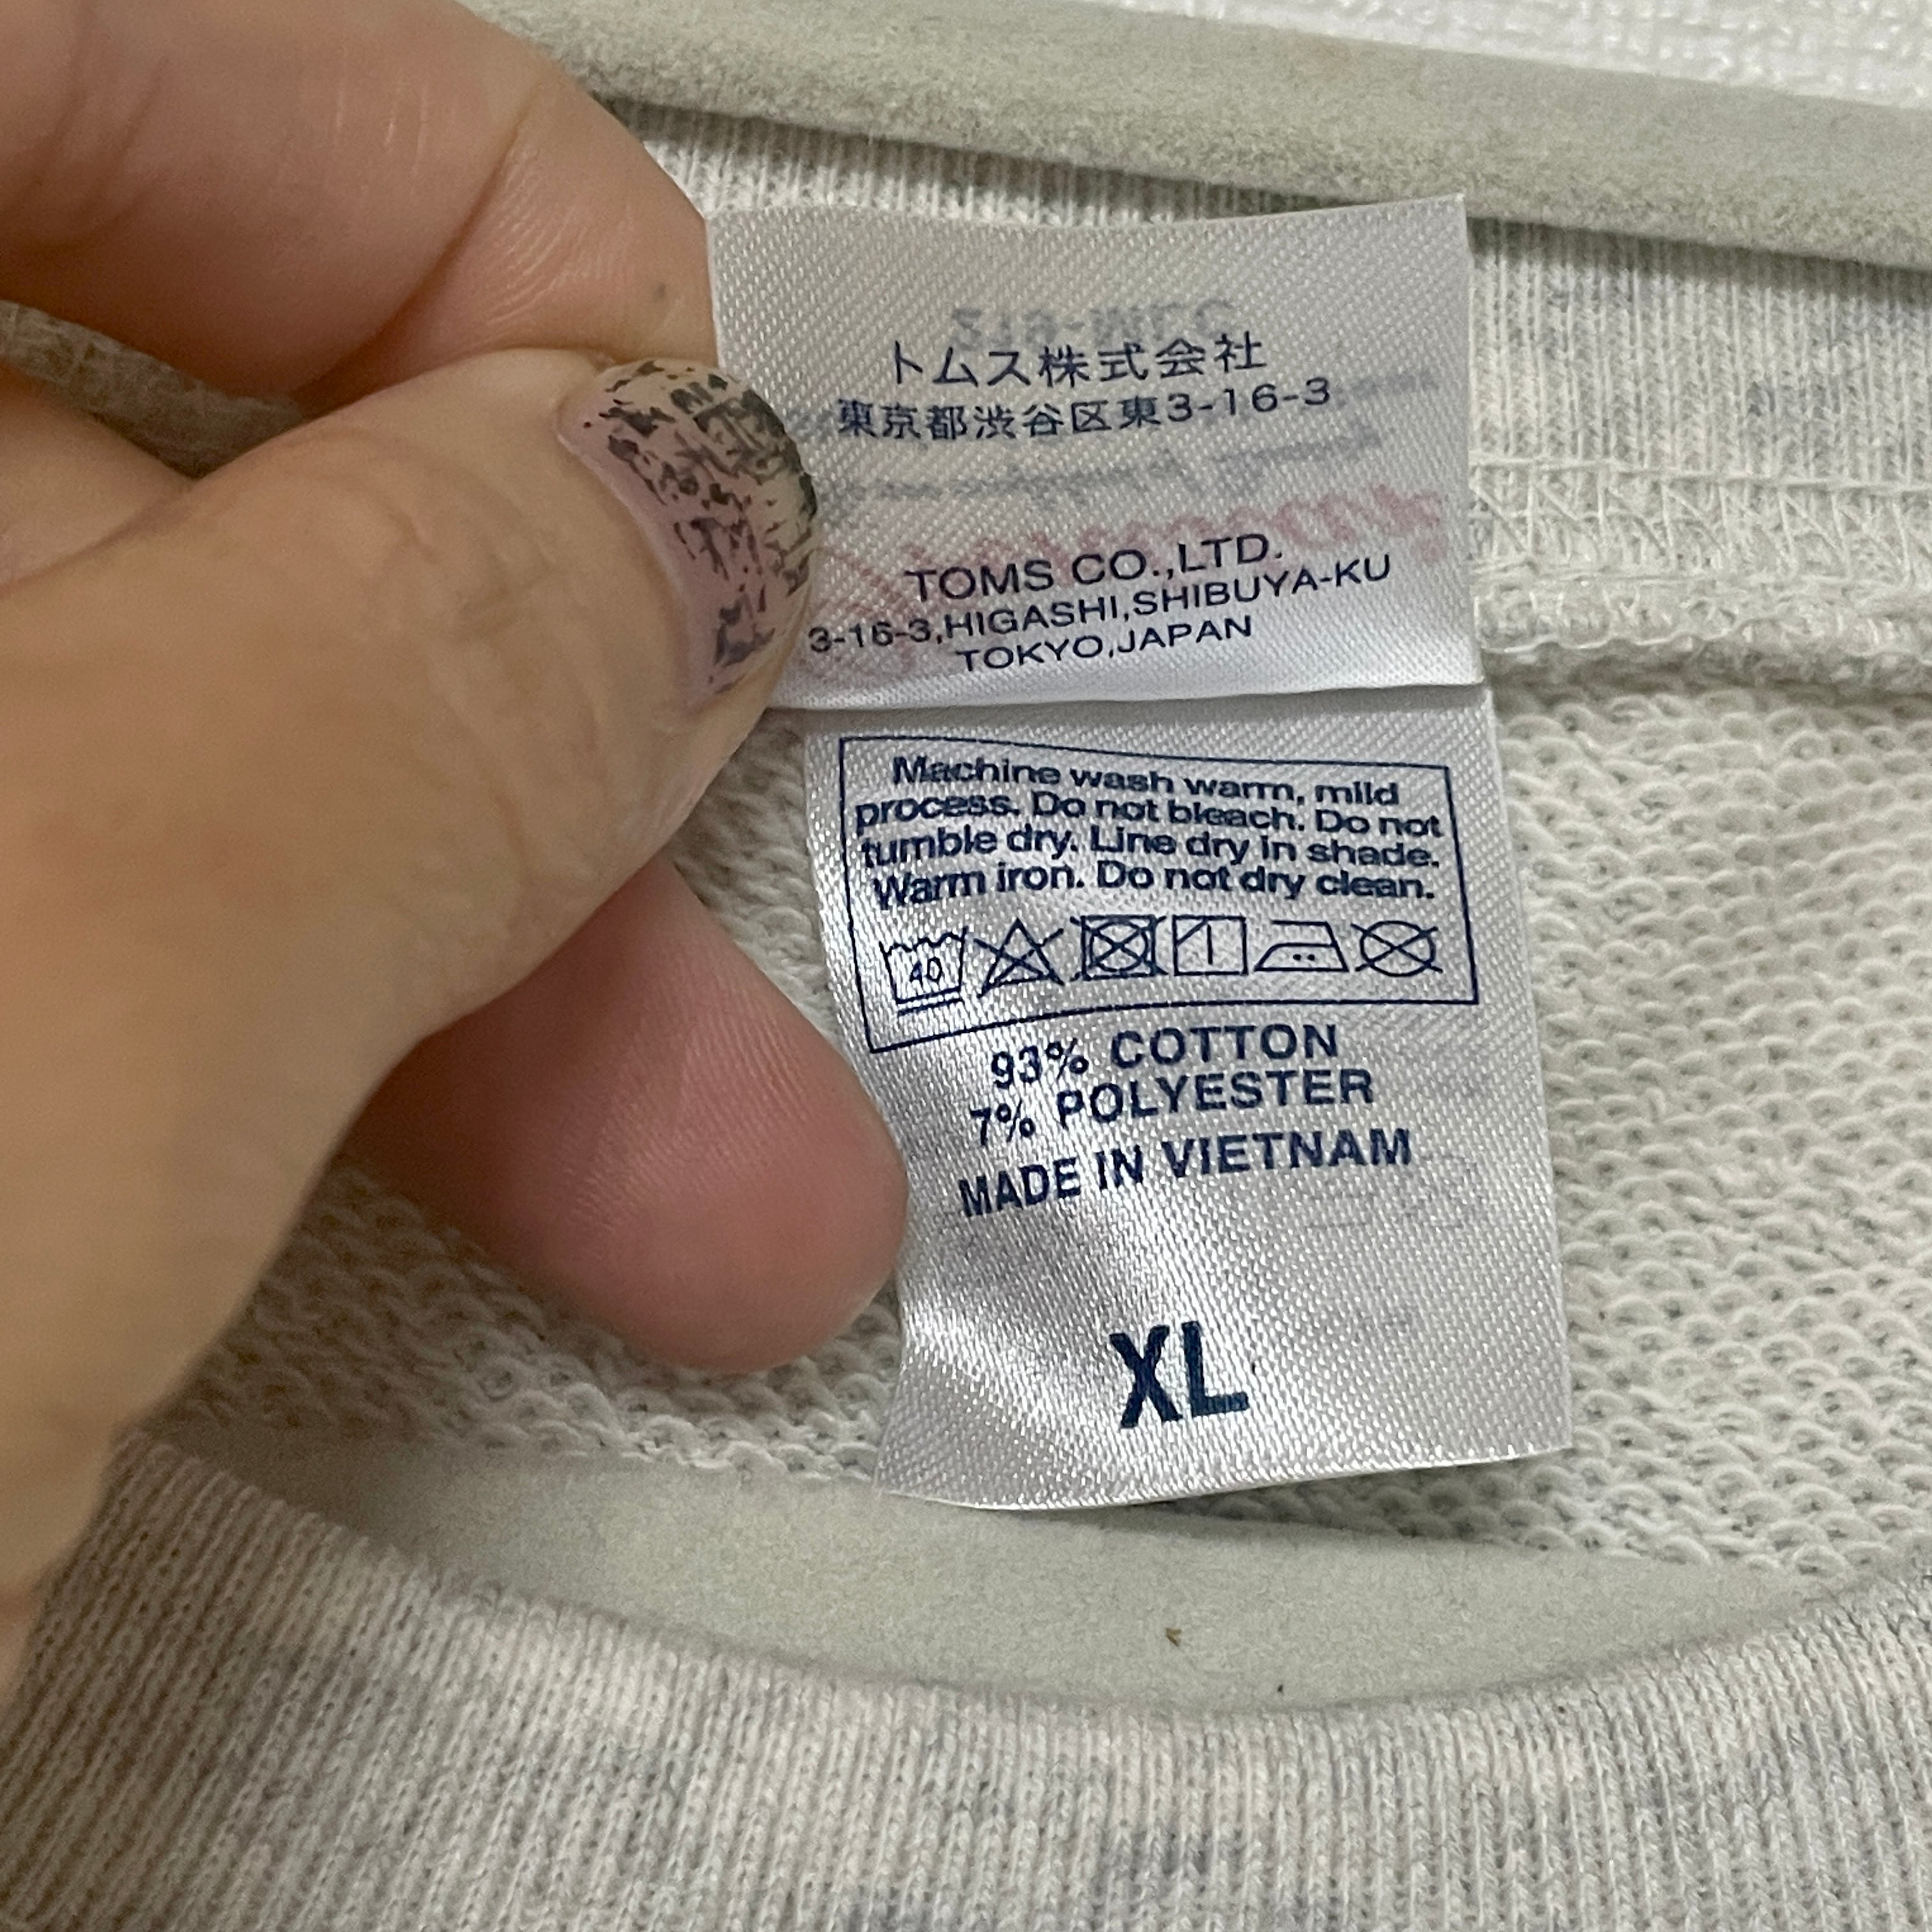 トムス株式会社
東京都渋谷区東3-16-3
TOMS CO.,LTD.
3-16-3,HIGASHI,SHIBUYA-KU
TOKYO,JAPAN
Machine wash warm, mild
process. Do not bleach. Do not
tumble dry. Line dry in shade.
Warm iron. Do not dry clean.
40
93% COTTON
7% POLYESTER
MADE IN VIETNAM
XL